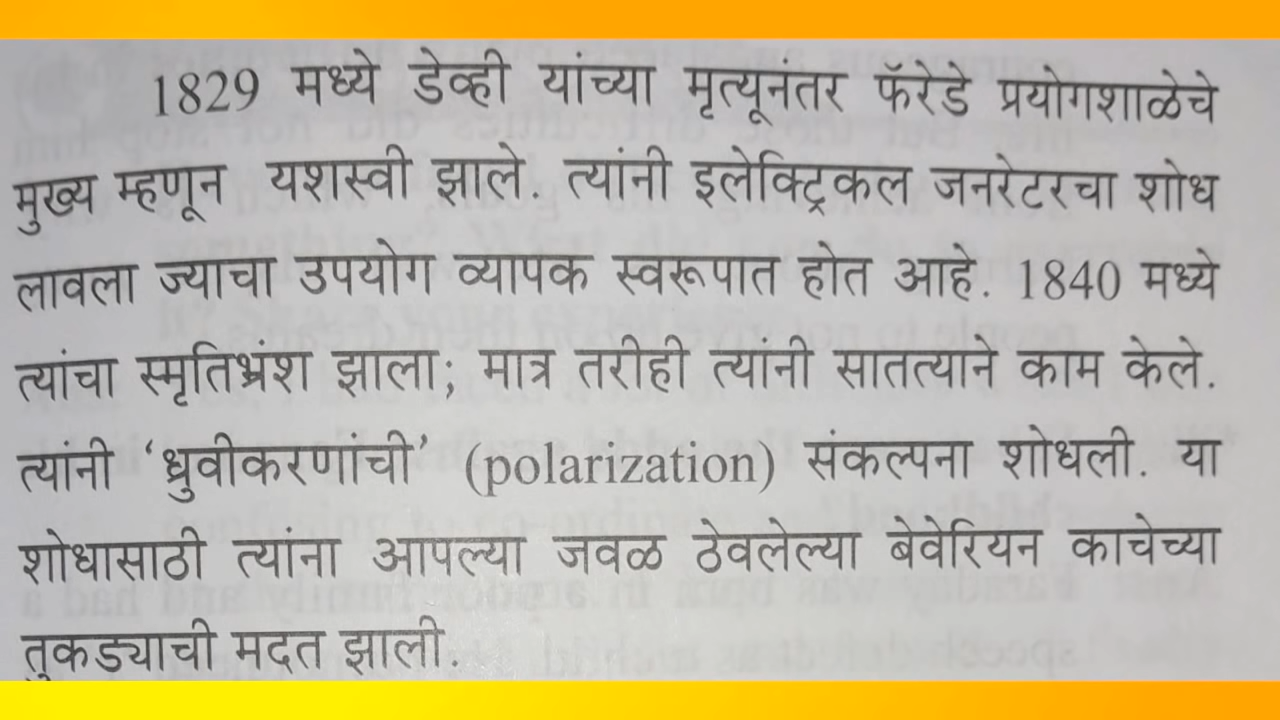 1829 मध्ये डेव्ही यांच्या मृत्यूनंतर फॅरेडे प्रयोगशाळेचे
मुख्य म्हणून यशस्वी झाले. त्यांनी इलेक्ट्रिकल जनरेटरचा शोध
लावला ज्याचा उपयोग व्यापक स्वरूपात होत आहे. 1840 मध्ये
त्यांचा स्मृतिभ्रंश झाला; मात्र तरीही त्यांनी सातत्याने काम केले.
त्यांनी ‘ध्रुवीकरणाची’ (polarization) संकल्पना शोधली. या
शोधासाठी त्यांना आपल्या जवळ ठेवलेल्या बेवेरियन काचेच्या
तुकड्याची मदत झाली.